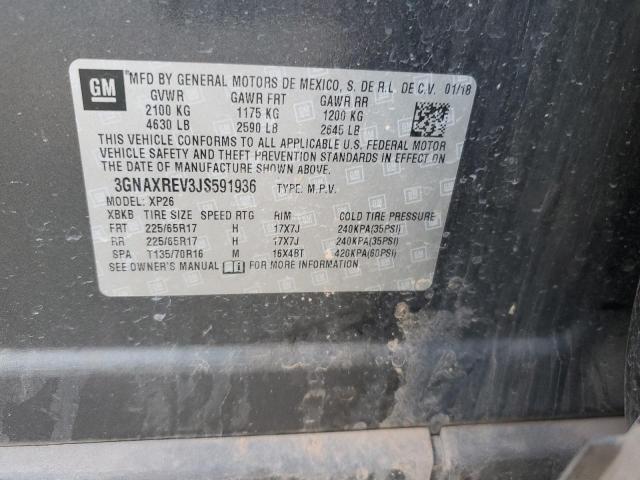 GM
MFD BY GENERAL MOTORS DE MEXICO, S. DE R.L. DE C.V. 01/18
GVWR GAWR FRT GAWR RR
2100 KG 1175 KG 1200 KG
4630 LB 2590 LB 2645 LB
THIS VEHICLE CONFORMS TO ALL APPLICABLE U.S. FEDERAL MOTOR
VEHICLE SAFETY AND THEFT PREVENTION STANDARDS IN EFFECT ON
THE DATE OF MANUFACTURE SHOWN ABOVE.
3GNAXREV3JS591936 TYPE: M.P.V.
MODEL: XP26
XBKB TIRE SIZE SPEED RTG RIM COLD TIRE PRESSURE
FRT 225/65R17 H 17X7J 240KPA(35PSI)
RR 225/65R17 H 17X7J 240KPA(35PSI)
SPA T135/70R16 M 16X4BT 420KPA(60PSI)
SEE OWNER'S MANUAL FOR MORE INFORMATION